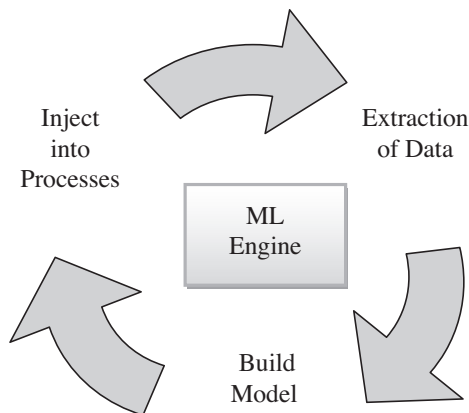 Inject
into
Processes
Extraction
of Data
ML
Engine
Build
Model